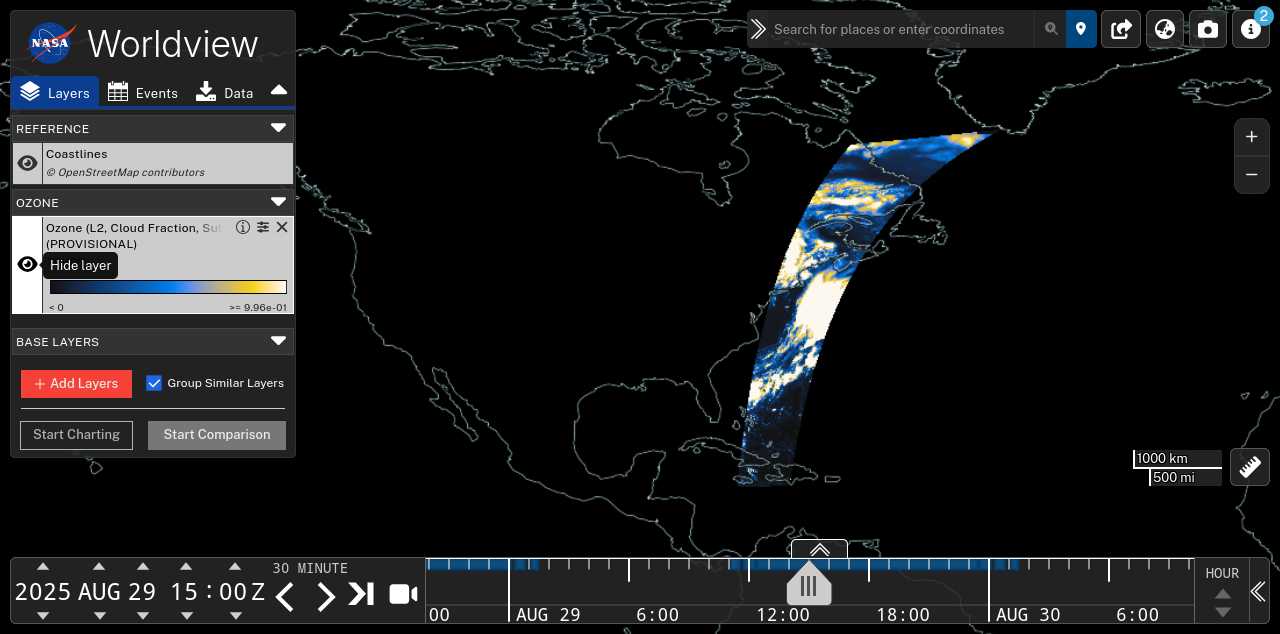 NASA
Worldview
Search for places or enter coordinates
2
Layers
Events
Data
REFERENCE
Coastlines
© OpenStreetMap contributors
OZONE
Ozone (L2, Cloud Fraction,
(PROVISIONAL)
Hide layer
< 0
>= 9.96e-01
BASE LAYERS
+ Add Layers
Group Similar Layers
Start Charting
Start Comparison
+
−
1000 km
500 mi
2025 AUG 29 15:00 Z
30 MINUTE
00
AUG 29
6:00
12:00
18:00
AUG 30
6:00
HOUR